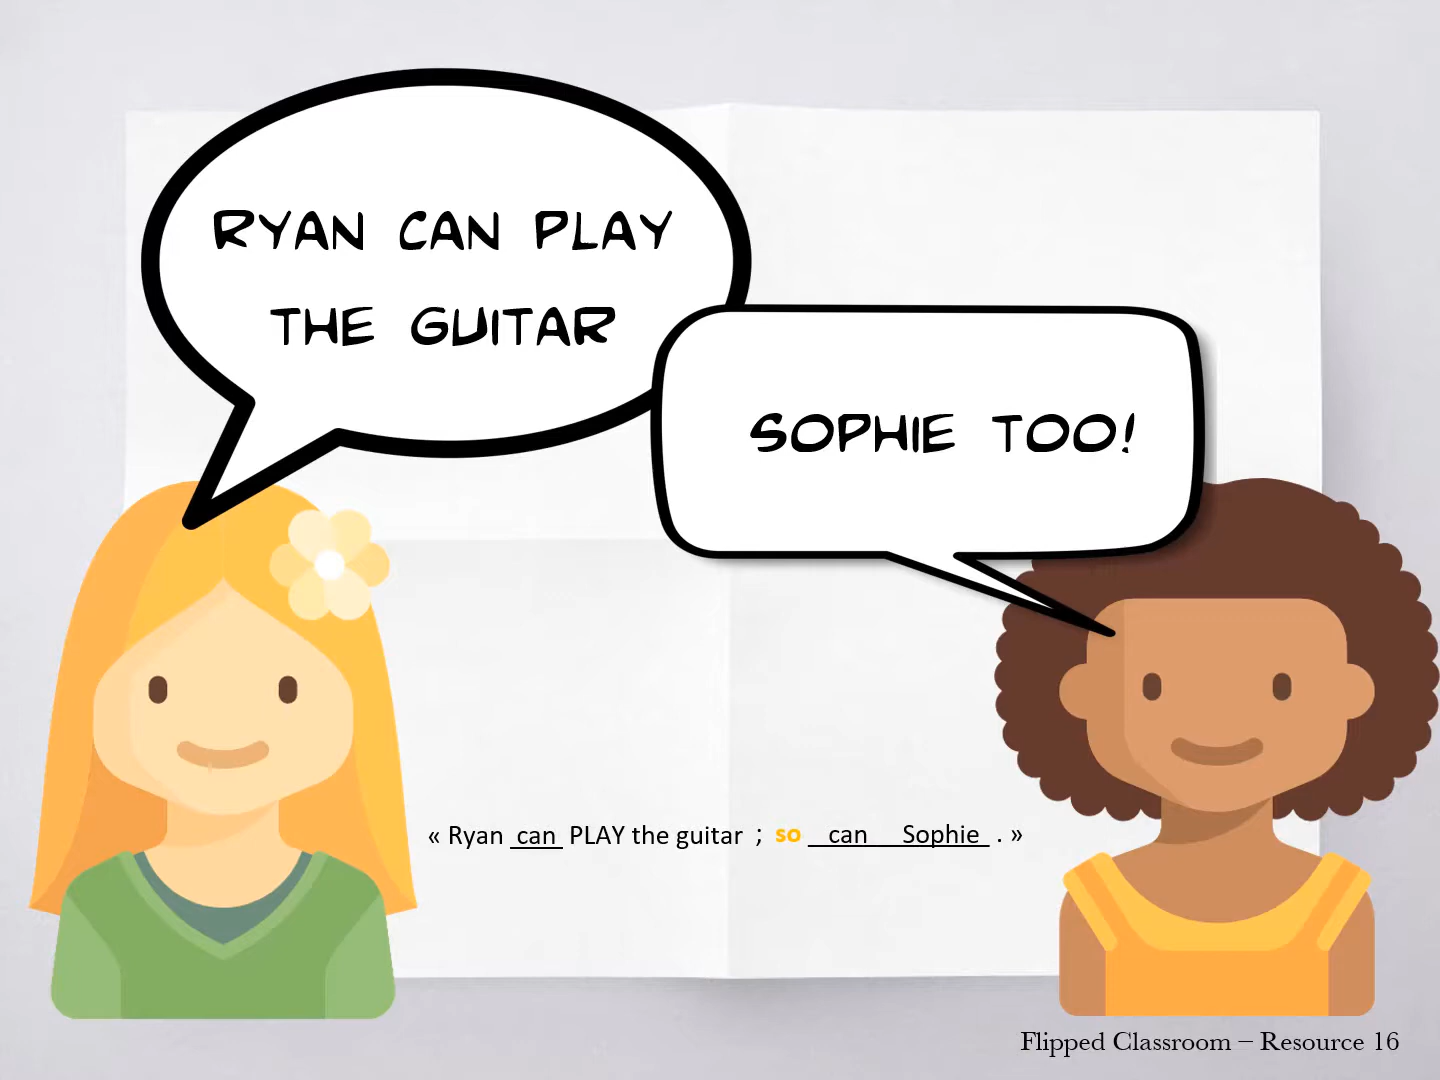 RYAN CAN PLAY
THE GUITAR
SOPHIE TOO!
« Ryan can PLAY the guitar ; so can Sophie . »
Flipped Classroom – Resource 16